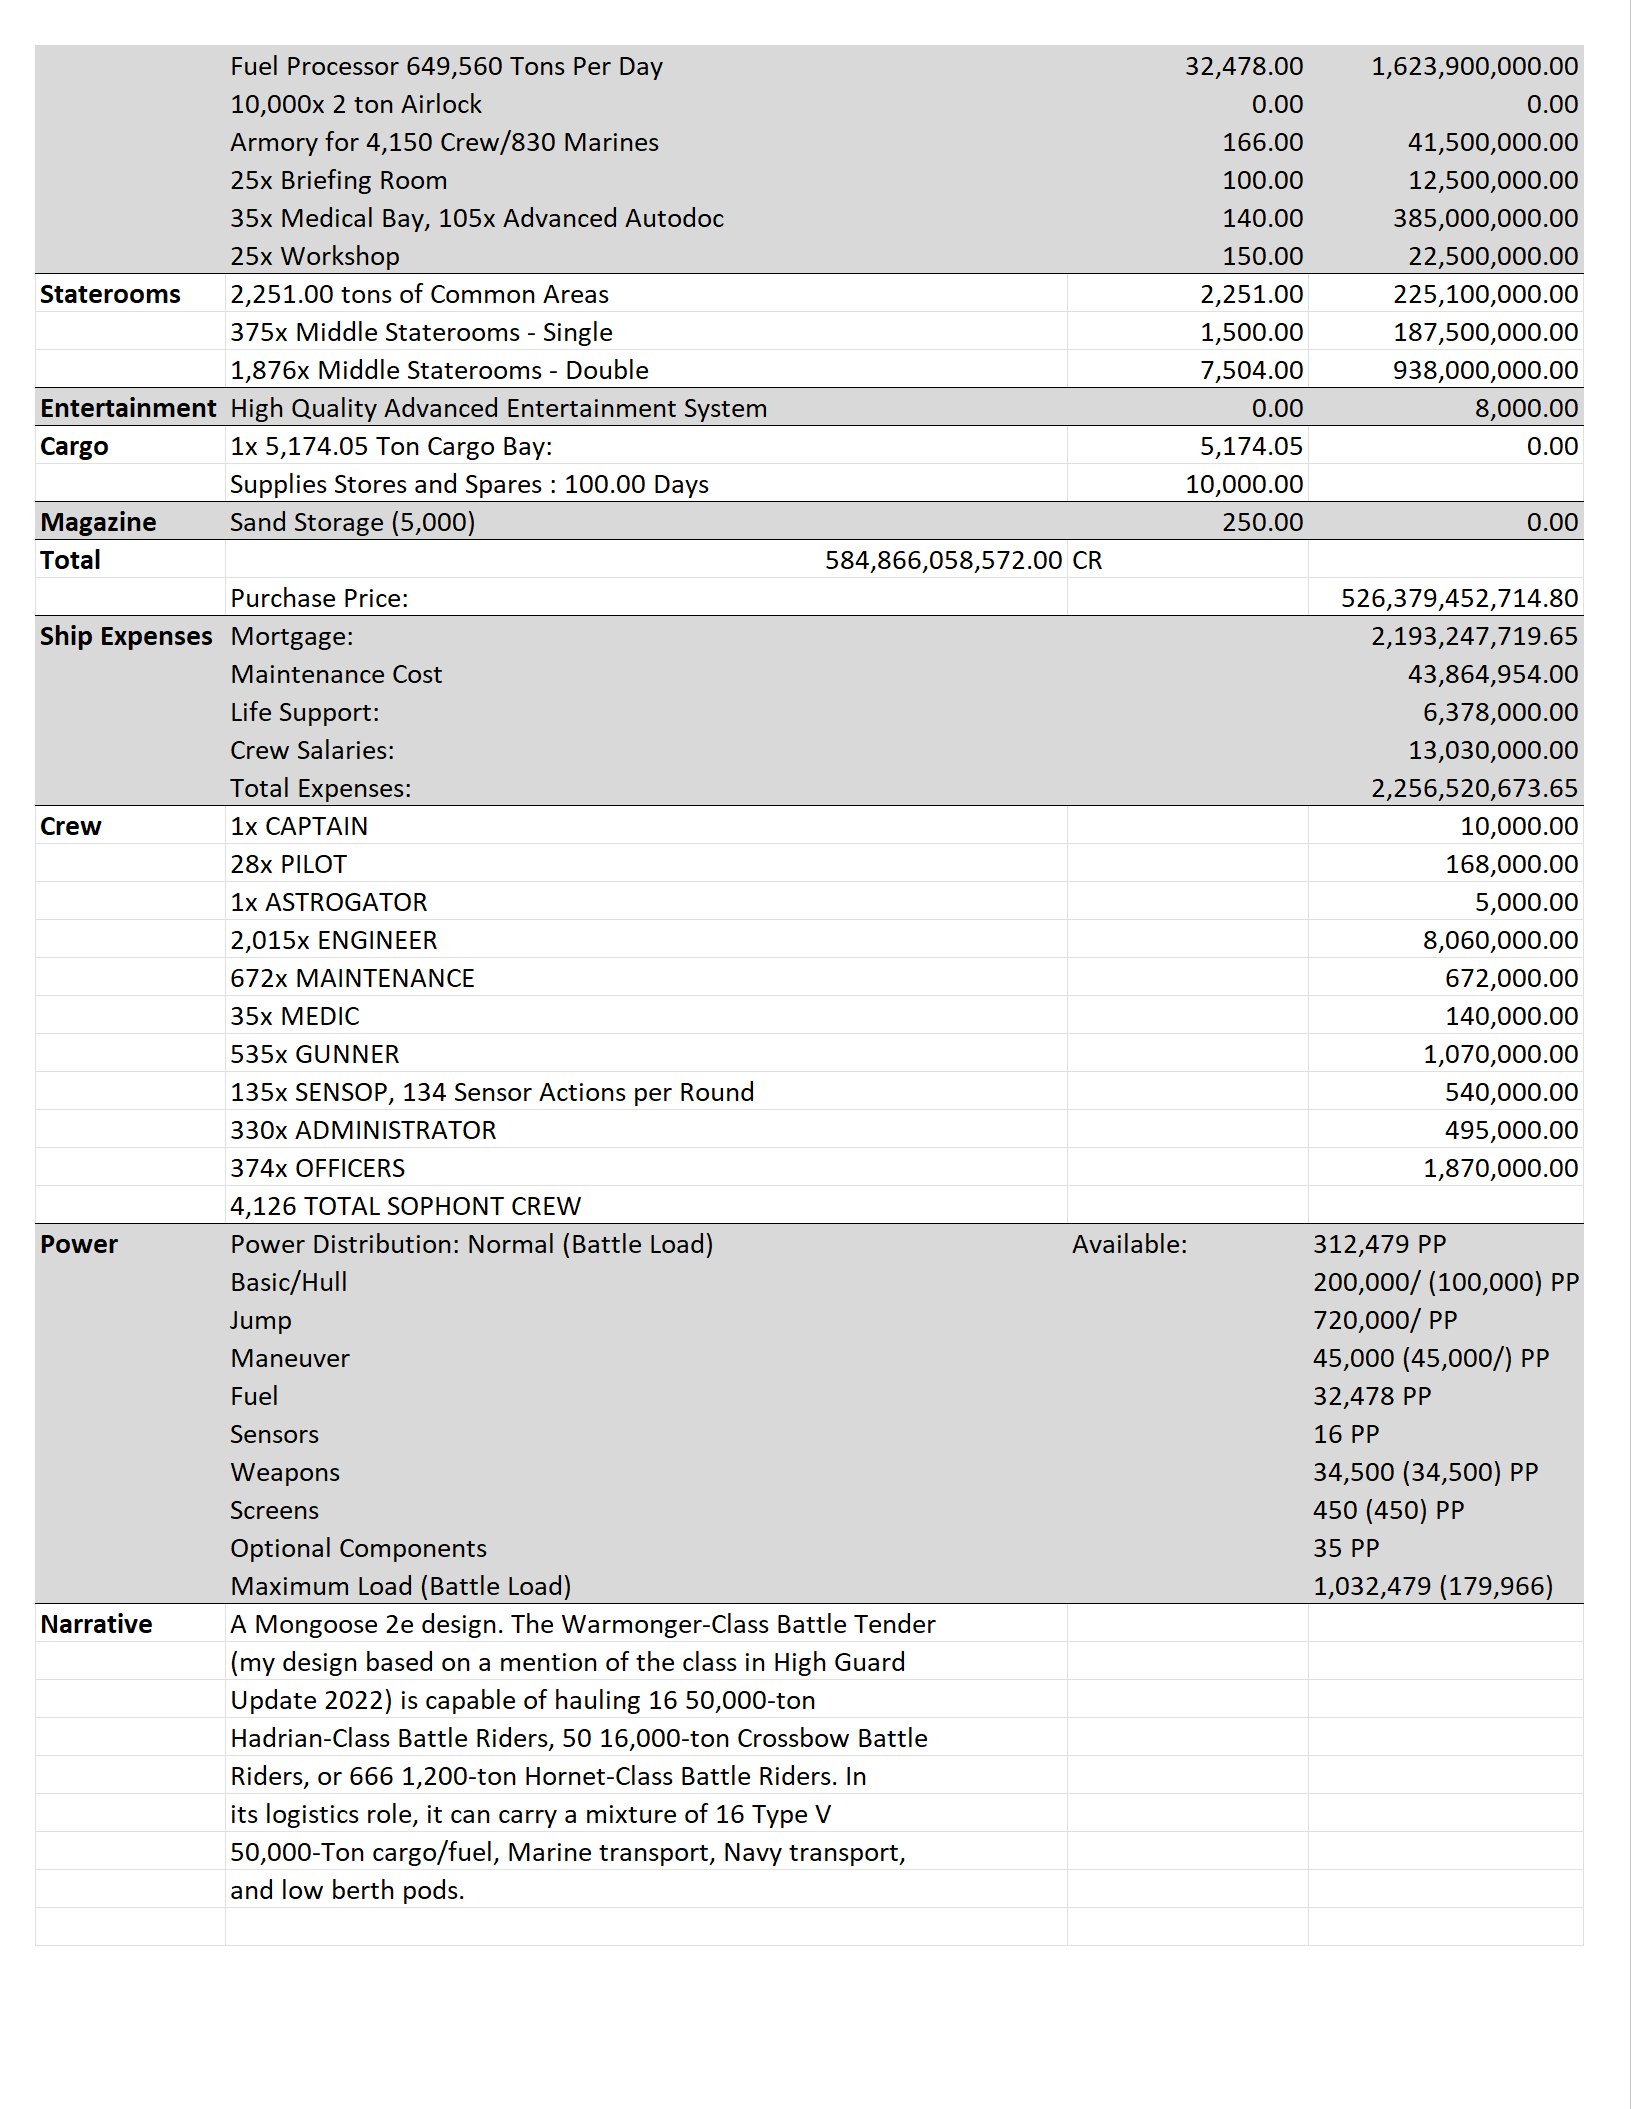 Fuel Processor 649,560 Tons Per Day 32,478.00 1,623,900,000.00
10,000x 2 ton Airlock 0.00 0.00
Armory for 4,150 Crew/830 Marines 166.00 41,500,000.00
25x Briefing Room 100.00 12,500,000.00
35x Medical Bay, 105x Advanced Autodoc 140.00 385,000,000.00
25x Workshop 150.00 22,500,000.00
Staterooms 2,251.00 tons of Common Areas 2,251.00 225,100,000.00
375x Middle Staterooms - Single 1,500.00 187,500,000.00
1,876x Middle Staterooms - Double 7,504.00 938,000,000.00
Entertainment High Quality Advanced Entertainment System 0.00 8,000.00
Cargo 1x 5,174.05 Ton Cargo Bay: 5,174.05 0.00
Supplies Stores and Spares : 100.00 Days 10,000.00
Magazine Sand Storage (5,000) 250.00 0.00
Total 584,866,058,572.00 CR
Purchase Price: 526,379,452,714.80
Ship Expenses Mortgage: 2,193,247,719.65
Maintenance Cost 43,864,954.00
Life Support: 6,378,000.00
Crew Salaries: 13,030,000.00
Total Expenses: 2,256,520,673.65
Crew 1x CAPTAIN 10,000.00
28x PILOT 168,000.00
1x ASTROGATOR 5,000.00
2,015x ENGINEER 8,060,000.00
672x MAINTENANCE 672,000.00
35x MEDIC 140,000.00
535x GUNNER 1,070,000.00
135x SENSOP, 134 Sensor Actions per Round 540,000.00
330x ADMINISTRATOR 495,000.00
374x OFFICERS 1,870,000.00
4,126 TOTAL SOPHONT CREW
Power Power Distribution: Normal (Battle Load) Available: 312,479 PP
Basic/Hull 200,000/ (100,000) PP
Jump 720,000/ PP
Maneuver 45,000 (45,000/) PP
Fuel 32,478 PP
Sensors 16 PP
Weapons 34,500 (34,500) PP
Screens 450 (450) PP
Optional Components 35 PP
Maximum Load (Battle Load) 1,032,479 (179,966)
Narrative A Mongoose 2e design. The Warmonger-Class Battle Tender
(my design based on a mention of the class in High Guard
Update 2022) is capable of hauling 16 50,000-ton
Hadrian-Class Battle Riders, 50 16,000-ton Crossbow Battle
Riders, or 666 1,200-ton Hornet-Class Battle Riders. In
its logistics role, it can carry a mixture of 16 Type V
50,000-Ton cargo/fuel, Marine transport, Navy transport,
and low berth pods.